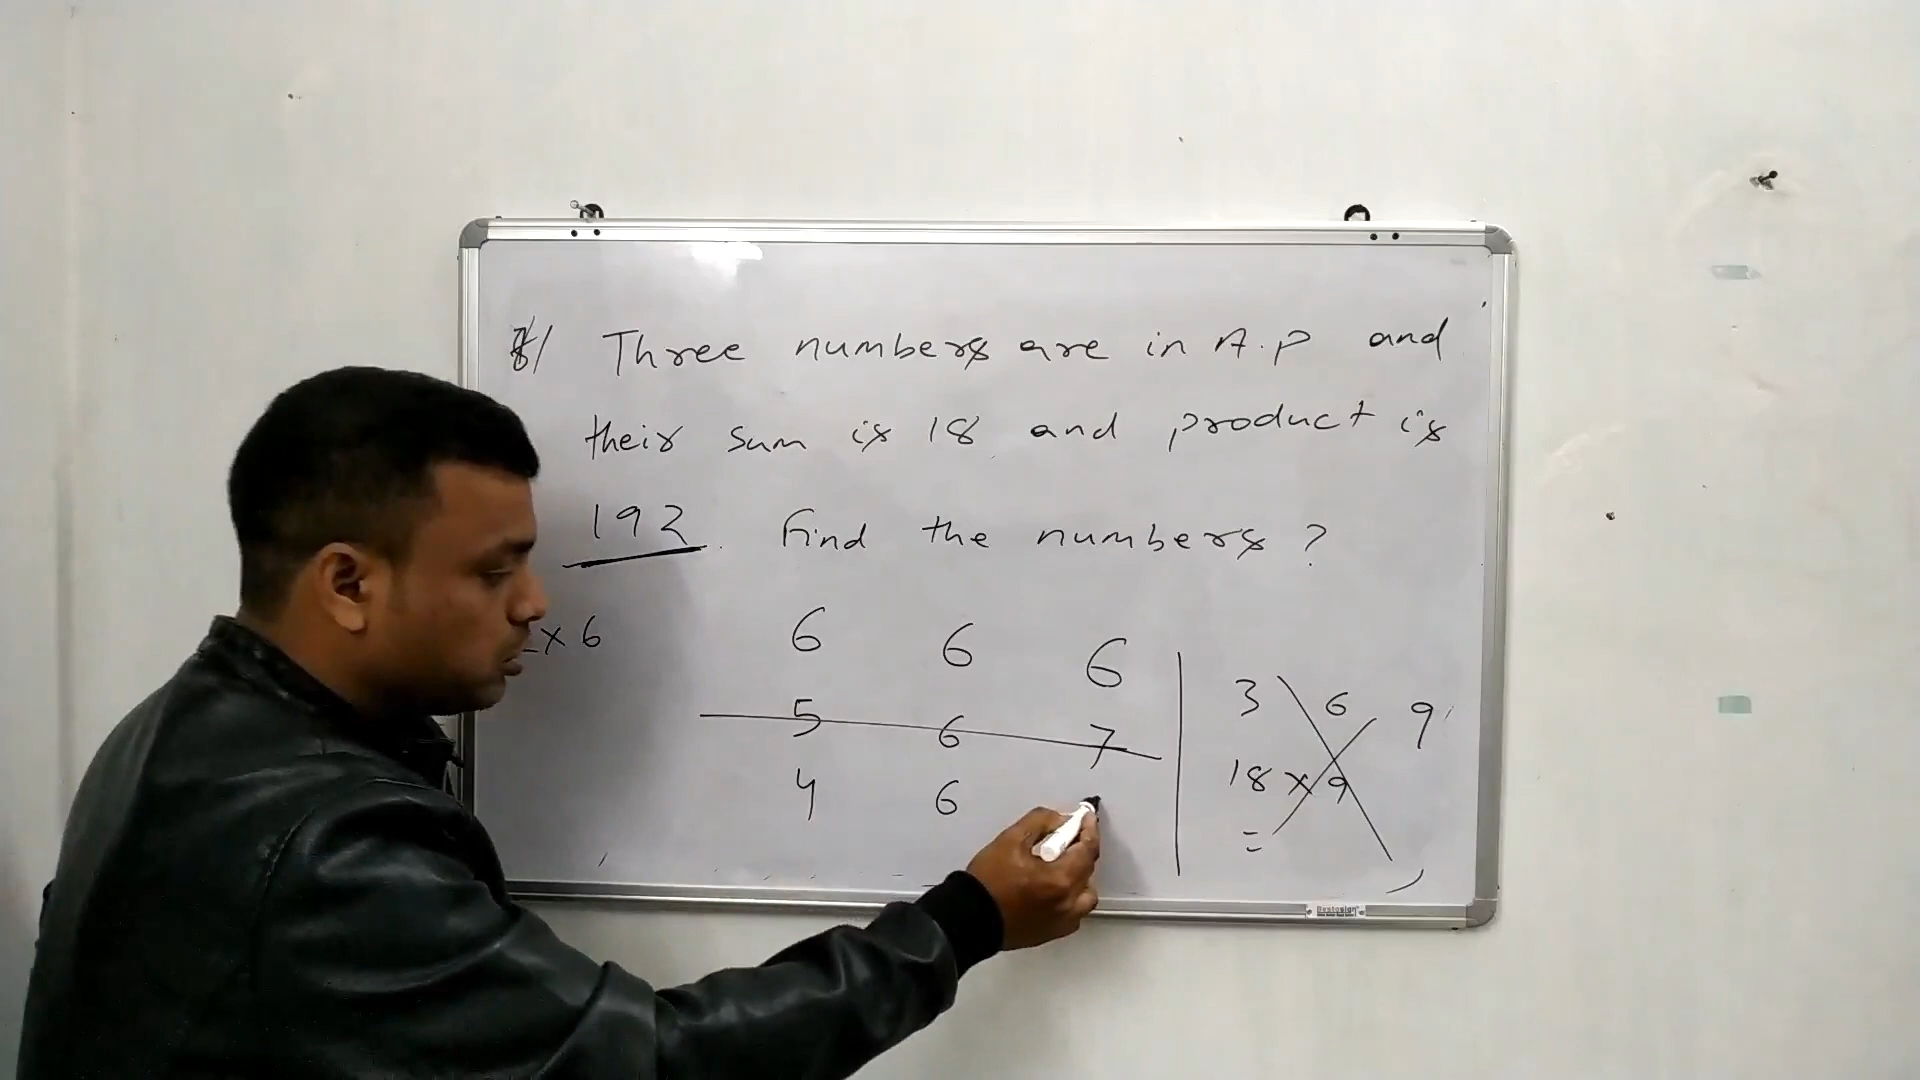 Three numbers are in A.P and
their sum is 18 and product is
192. Find the numbers?
x 6
6 6 6
5 6 7
4 6
3 6 9
18 x 9
=